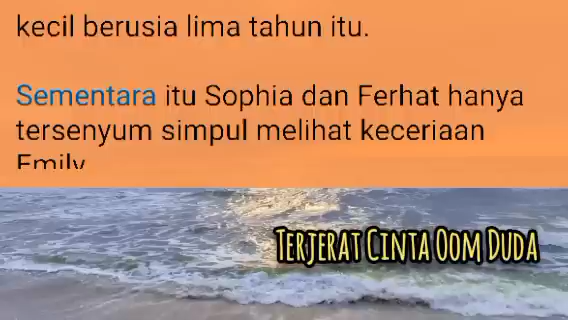 kecil berusia lima tahun itu.
Sementara itu Sophia dan Ferhat hanya
tersenyum simpul melihat keceriaan
Emily
Terjerat Cinta Oom Duda